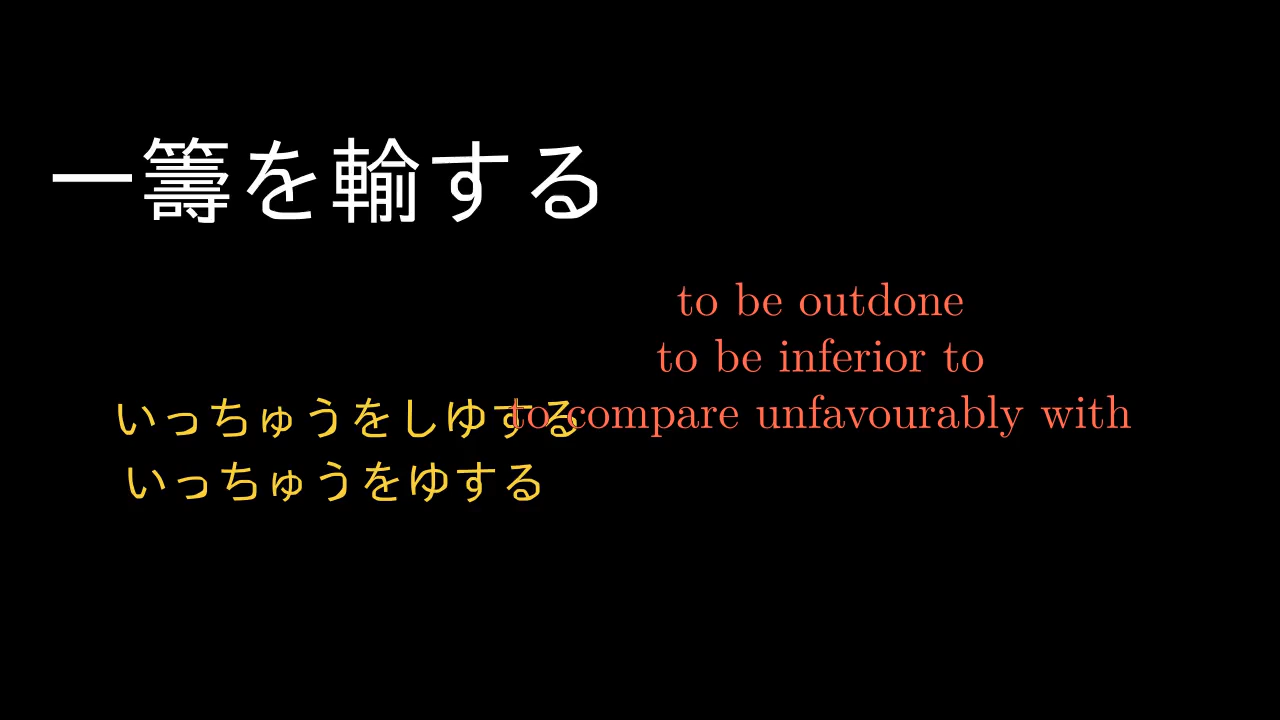 一籌を輸する
to be outdone
to be inferior to
to compare unfavourably with
いっちゅうをしゆする
いっちゅうをゆする